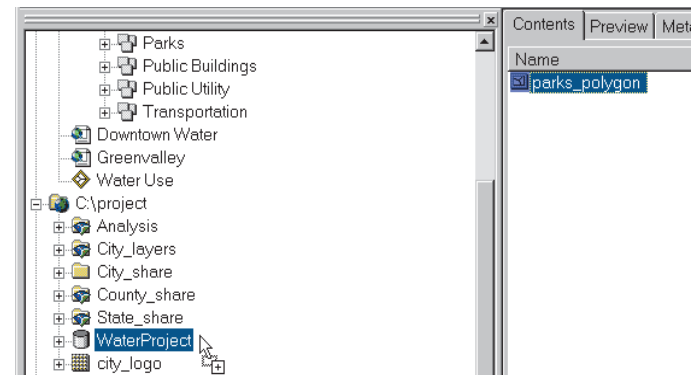 Parks
Public Buildings
Public Utility
Transportation
Downtown Water
Greenvalley
Water Use
C:\project
Analysis
City_layers
City_share
County_share
State_share
WaterProject
city_logo
Contents Preview Meta
Name
parks_polygon